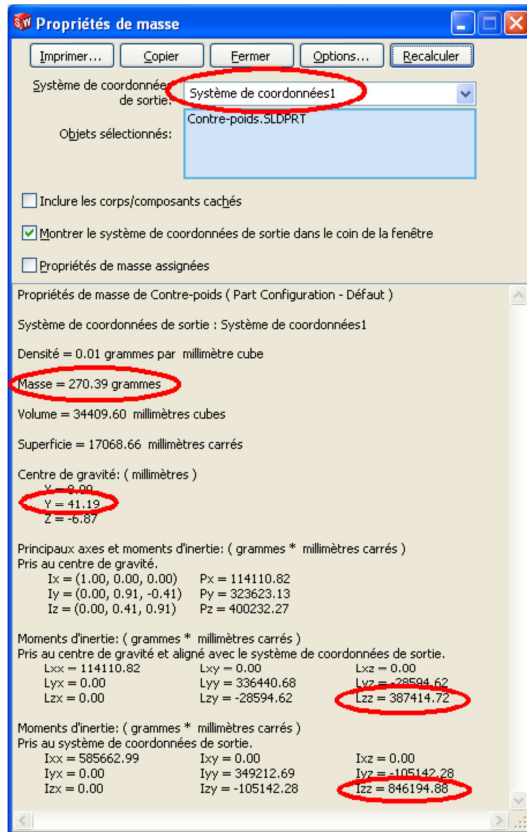 Propriétés de masse
Imprimer... Copier Fermer Options... Recalculer
Système de coordonnées
de sortie: Système de coordonnées1
Objets sélectionnés: Contre-poids.SLDPRT
Inclure les corps/composants cachés
Montrer le système de coordonnées de sortie dans le coin de la fenêtre
Propriétés de masse assignées
Propriétés de masse de Contre-poids ( Part Configuration - Défaut )
Système de coordonnées de sortie : Système de coordonnées1
Densité = 0.01 grammes par millimètre cube
Masse = 270.39 grammes
Volume = 34409.60 millimètres cubes
Superficie = 17068.66 millimètres carrés
Centre de gravité: ( millimètres )
X = 0.00
Y = 41.19
Z = -6.87
Principaux axes et moments d'inertie: ( grammes * millimètres carrés )
Pris au centre de gravité.
Ix = (1.00, 0.00, 0.00) Px = 114110.82
Iy = (0.00, 0.91, -0.41) Py = 323623.13
Iz = (0.00, 0.41, 0.91) Pz = 400232.27
Moments d'inertie: ( grammes * millimètres carrés )
Pris au centre de gravité et aligné avec le système de coordonnées de sortie.
Lxx = 114110.82 Lxy = 0.00 Lxz = 0.00
Lyx = 0.00 Lyy = 336440.68 Lyz = -28594.62
Lzx = 0.00 Lzy = -28594.62 Lzz = 387414.72
Moments d'inertie: ( grammes * millimètres carrés )
Pris au système de coordonnées de sortie.
Ixx = 585662.99 Ixy = 0.00 Ixz = 0.00
Iyx = 0.00 Iyy = 349212.69 Iyz = -105142.28
Izx = 0.00 Izy = -105142.28 Izz = 846194.88